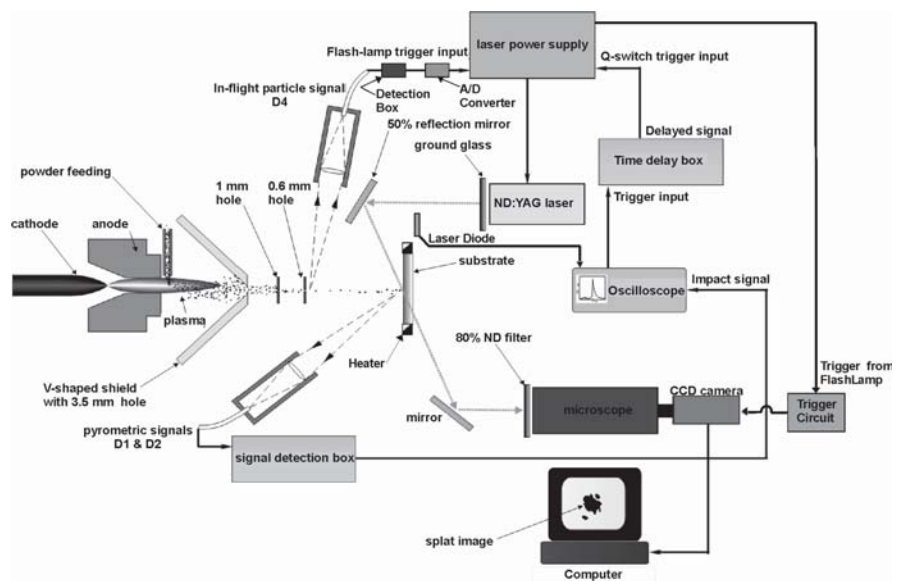 laser power supply
Flash-lamp trigger input
Q-switch trigger input
In-flight particle signal
D4
Detection
Box
A/D
Converter
50% reflection mirror
ground glass
Delayed signal
Time delay box
powder feeding
1 mm
hole
0.6 mm
hole
ND:YAG laser
Trigger input
cathode
anode
Laser Diode
substrate
Oscilloscope
Impact signal
plasma
80% ND filter
Heater
V-shaped shield
with 3.5 mm hole
Trigger from
FlashLamp
CCD camera
mirror
microscope
Trigger
Circuit
pyrometric signals
D1 & D2
signal detection box
splat image
Computer